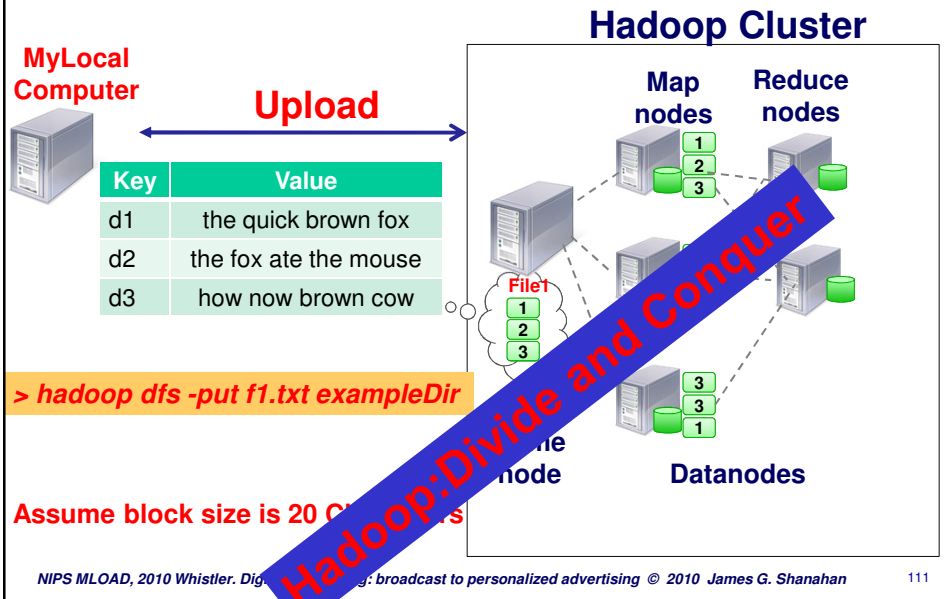 Hadoop Cluster
MyLocal
Computer
Upload
Map
nodes
Reduce
nodes
1
2
3
Key Value
d1 the quick brown fox
d2 the fox ate the mouse
d3 how now brown cow
File1
1
2
3
> hadoop dfs -put f1.txt exampleDir
3
3
1
node
Datanodes
Assume block size is 20
Hadoop:Divide and Conquer
NIPS MLOAD, 2010 Whistler. : broadcast to personalized advertising © 2010 James G. Shanahan
111